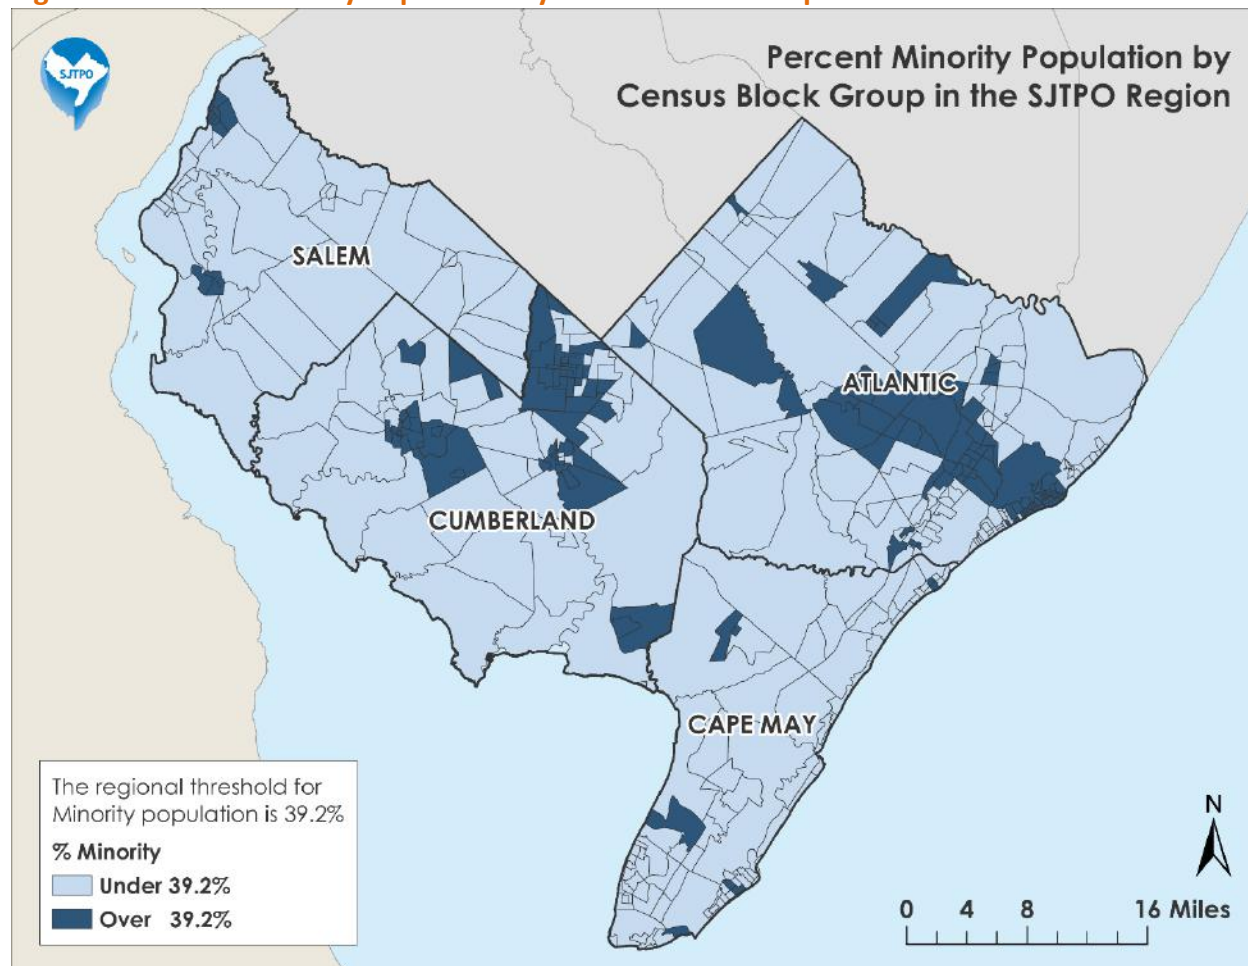 SJTPO
Percent Minority Population by
Census Block Group in the SJTPO Region
SALEM
ATLANTIC
CUMBERLAND
CAPE MAY
The regional threshold for
Minority population is 39.2%
% Minority
Under 39.2%
Over 39.2%
N
0 4 8 16 Miles